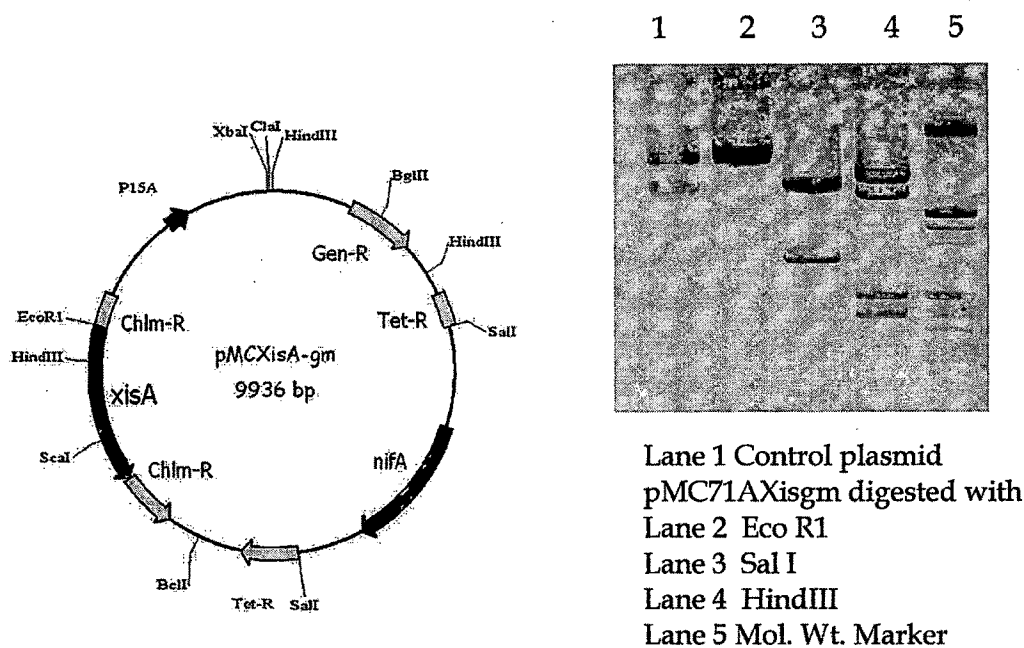 1 2 3 4 5
XbaI ClaI HindIII
P15A
BglII
Gen-R
HindIII
EcoR1
Chlm-R
Tet-R
SalI
HindIII
pMCXisA-gm
9936 bp
xisA
ScaI
Chlm-R
nifA
BclI
Tet-R
SalI
Lane 1 Control plasmid
pMC71AXisgm digested with
Lane 2 Eco R1
Lane 3 Sal I
Lane 4 HindIII
Lane 5 Mol. Wt. Marker